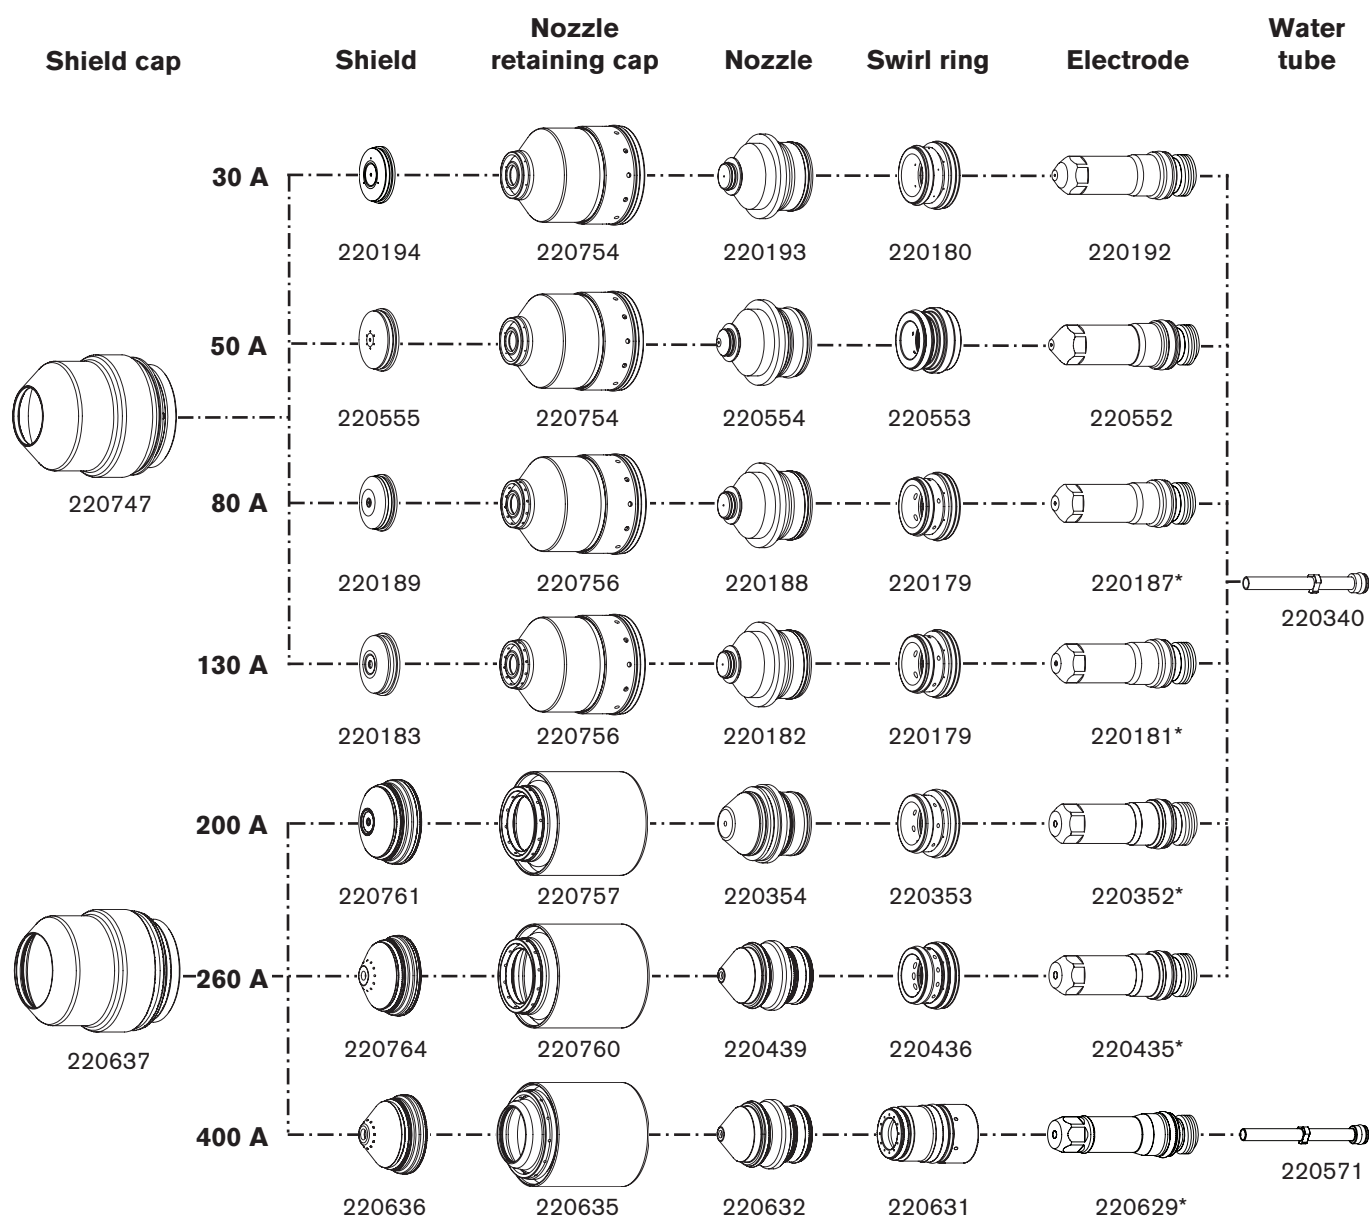 Shield cap
Shield
Nozzle
retaining cap
Nozzle
Swirl ring
Electrode
Water
tube
30 A
220194
220754
220193
220180
220192
50 A
220555
220754
220554
220553
220552
220747
80 A
220189
220756
220188
220179
220187*
220340
130 A
220183
220756
220182
220179
220181*
200 A
220761
220757
220354
220353
220352*
260 A
220637
220764
220760
220439
220436
220435*
400 A
220571
220636
220635
220632
220631
220629*